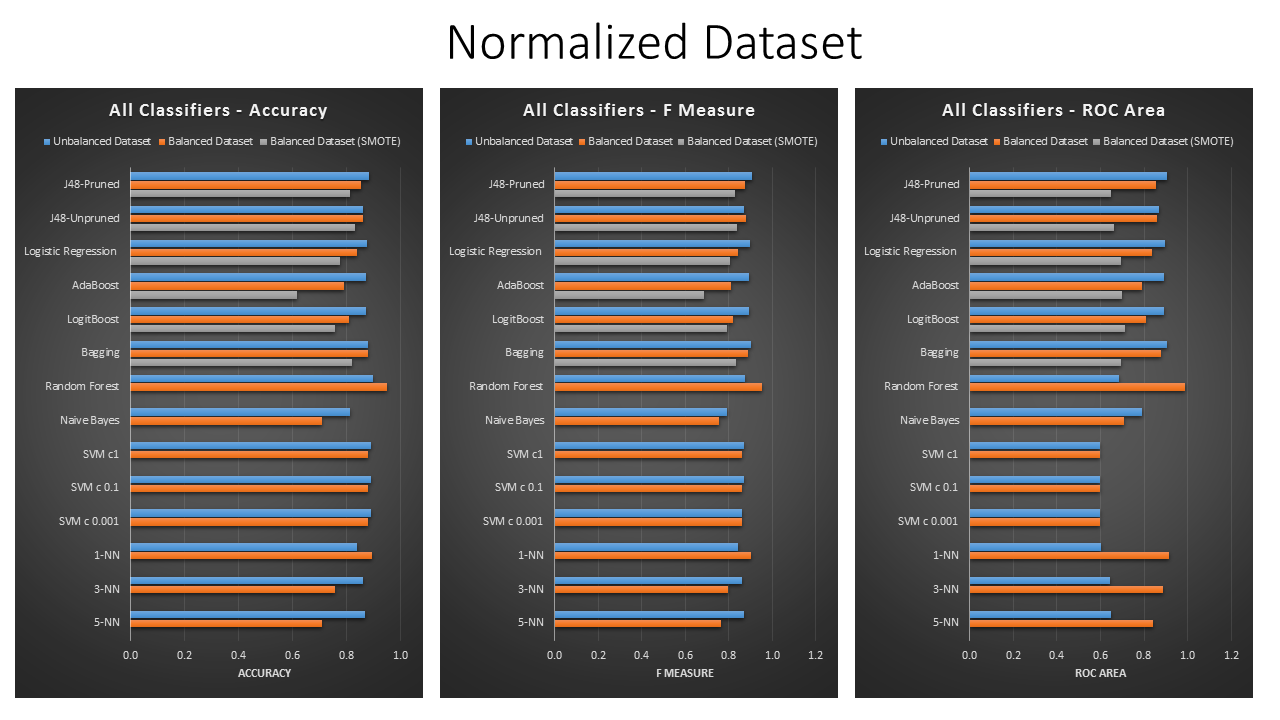 Normalized Dataset
All Classifiers - Accuracy
Unbalanced Dataset Balanced Dataset Balanced Dataset (SMOTE)
J48-Pruned
J48-Unpruned
Logistic Regression
AdaBoost
LogitBoost
Bagging
Random Forest
Naive Bayes
SVM c1
SVM c 0.1
SVM c 0.001
1-NN
3-NN
5-NN
0.0 0.2 0.4 0.6 0.8 1.0
ACCURACY
All Classifiers - F Measure
Unbalanced Dataset Balanced Dataset Balanced Dataset (SMOTE)
J48-Pruned
J48-Unpruned
Logistic Regression
AdaBoost
LogitBoost
Bagging
Random Forest
Naive Bayes
SVM c1
SVM c 0.1
SVM c 0.001
1-NN
3-NN
5-NN
0.0 0.2 0.4 0.6 0.8 1.0 1.2
F MEASURE
All Classifiers - ROC Area
Unbalanced Dataset Balanced Dataset Balanced Dataset (SMOTE)
J48-Pruned
J48-Unpruned
Logistic Regression
AdaBoost
LogitBoost
Bagging
Random Forest
Naive Bayes
SVM c1
SVM c 0.1
SVM c 0.001
1-NN
3-NN
5-NN
0.0 0.2 0.4 0.6 0.8 1.0 1.2
ROC AREA